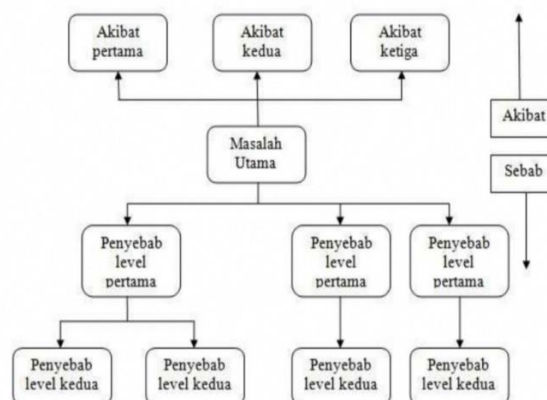 Akibat
pertama
Akibat
kedua
Akibat
ketiga
Akibat
Masalah
Utama
Sebab
Penyebab
level
pertama
Penyebab
level
pertama
Penyebab
level
pertama
Penyebab
level kedua
Penyebab
level kedua
Penyebab
level kedua
Penyebab
level kedua